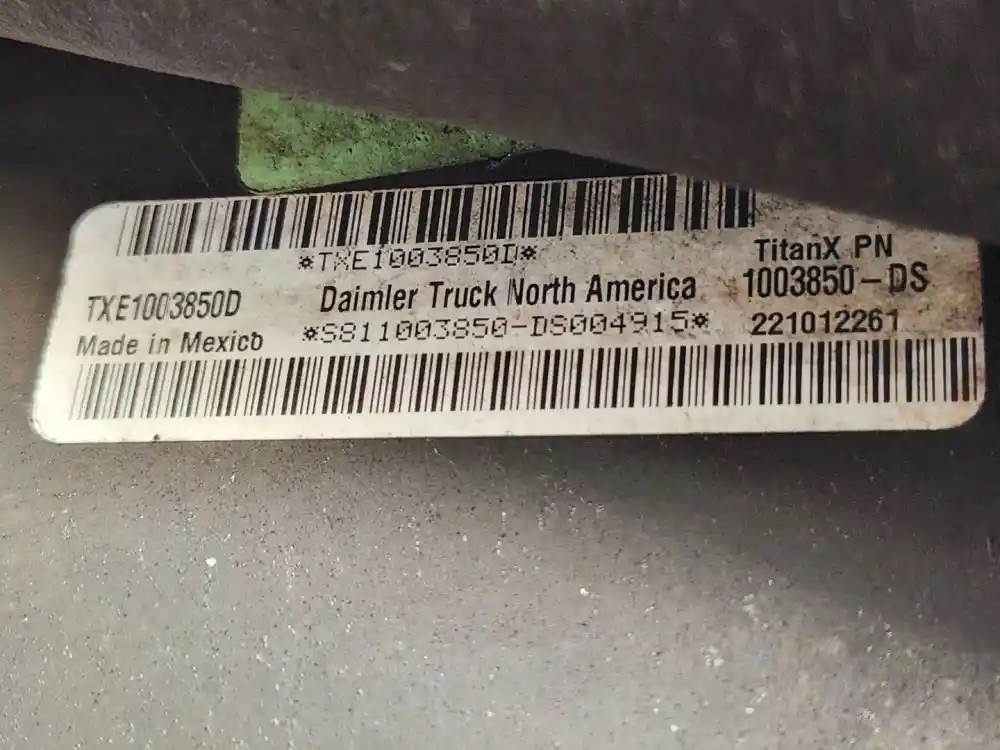 *TXE1003850D*
TitanX PN
TXE1003850D
Daimler Truck North America
1003850-DS
Made in Mexico
*S811003850-DS004915*
221012261